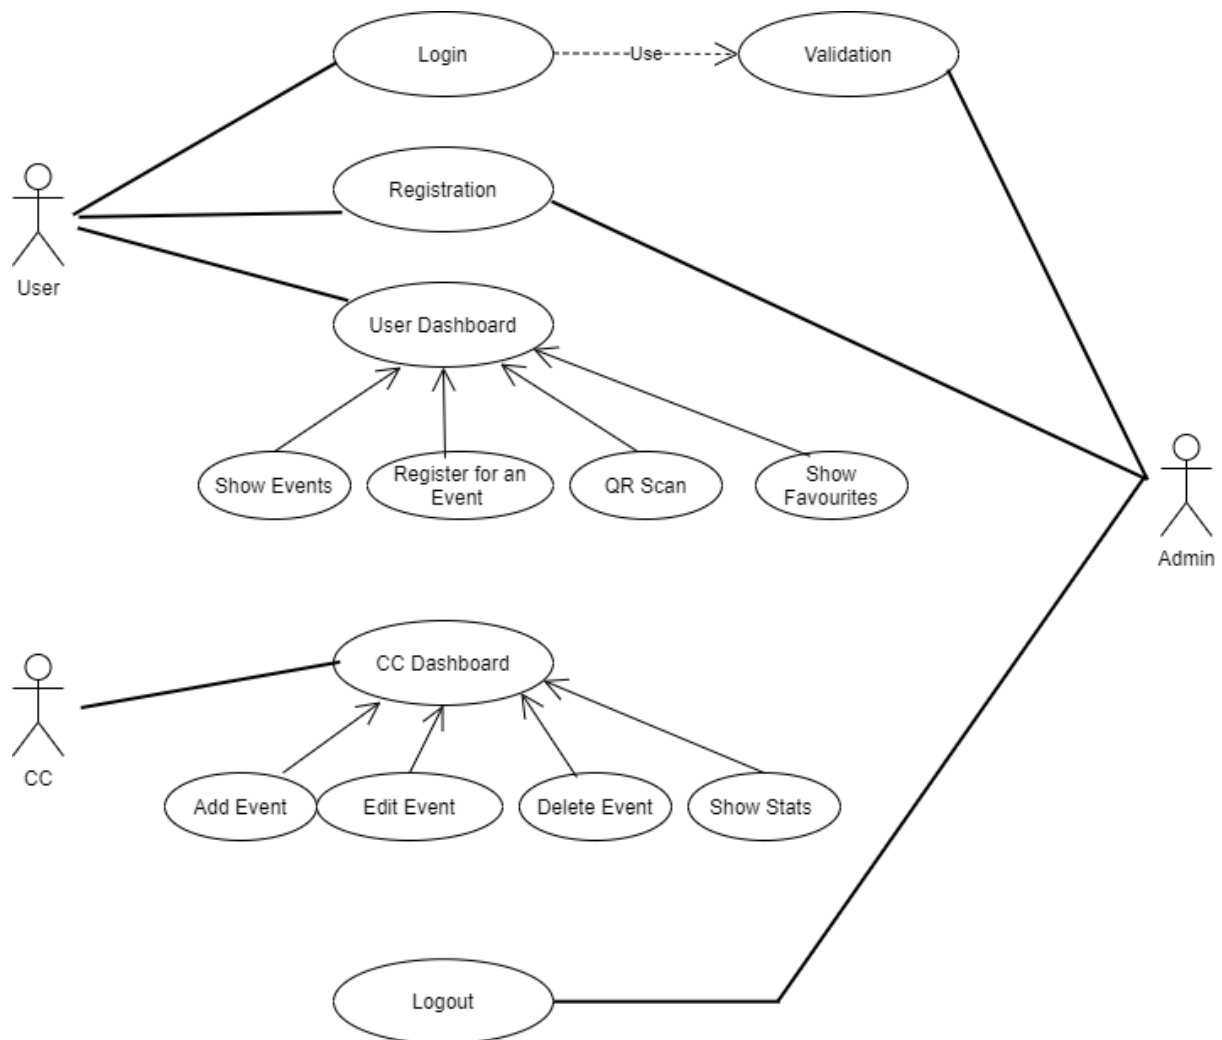 Login
Use
Validation
Registration
User
User Dashboard
Show Events
Register for an
Event
QR Scan
Show
Favourites
Admin
CC Dashboard
CC
Add Event
Edit Event
Delete Event
Show Stats
Logout